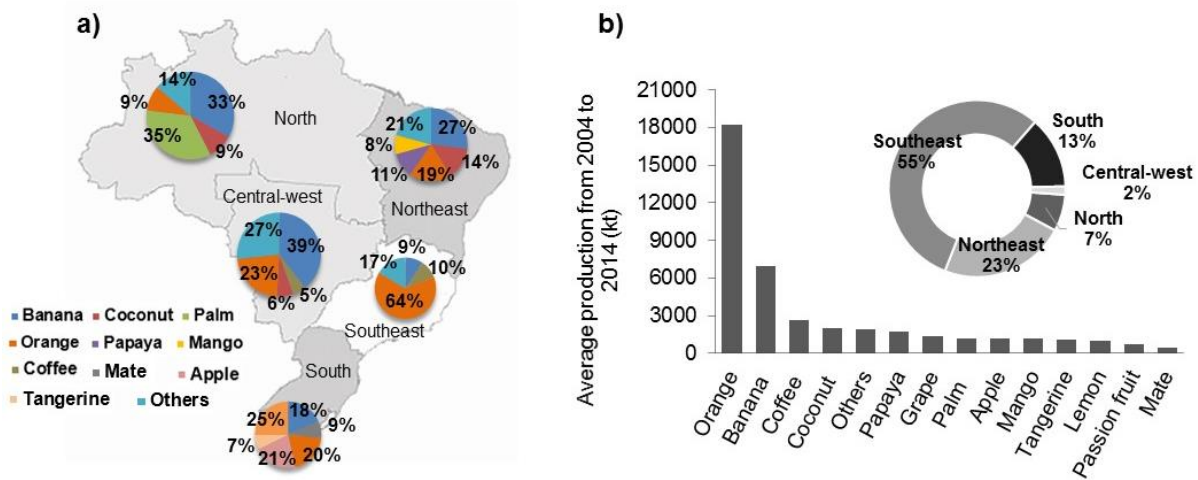 a)
14%
33%
9%
35%
9%
North
21%
27%
8%
14%
11%
19%
Northeast
Central-west
27%
39%
23%
5%
6%
9%
17%
10%
64%
Southeast
Banana Coconut Palm
Orange Papaya Mango
Coffee Mate Apple
Tangerine Others
South
25%
18%
9%
7%
20%
21%
b)
Average production from 2004 to
2014 (kt)
21000
18000
15000
12000
9000
6000
3000
0
Orange
Banana
Coffee
Coconut
Others
Papaya
Grape
Palm
Apple
Mango
Tangerine
Lemon
Passion fruit
Mate
Southeast
55%
South
13%
Central-west
2%
North
7%
Northeast
23%